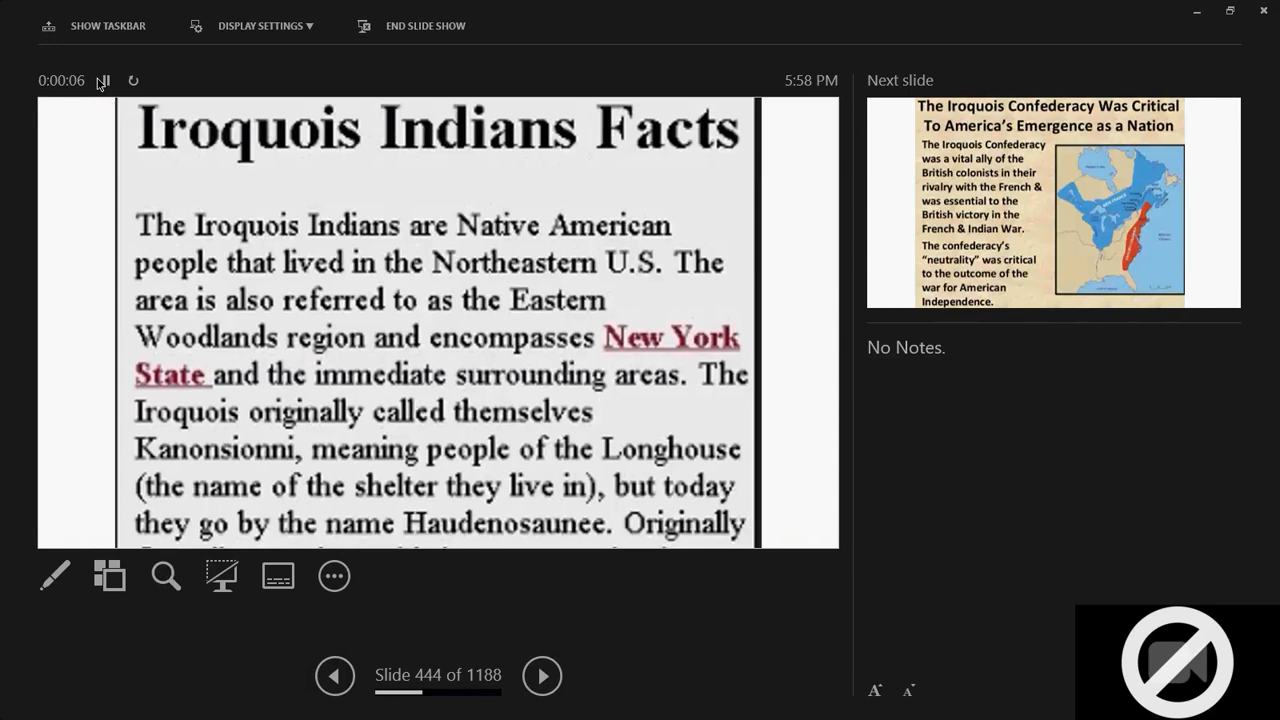 SHOW TASKBAR
DISPLAY SETTINGS
END SLIDE SHOW
0:00:06
5:58 PM
Iroquois Indians Facts
The Iroquois Indians are Native American
people that lived in the Northeastern U.S. The
area is also referred to as the Eastern
Woodlands region and encompasses New York
State and the immediate surrounding areas. The
Iroquois originally called themselves
Kanonsionni, meaning people of the Longhouse
(the name of the shelter they live in), but today
they go by the name Haudenosaunee. Originally
Next slide
The Iroquois Confederacy Was Critical
To America's Emergence as a Nation
The Iroquois Confederacy
was a vital ally of the
British colonists in their
rivalry with the French &
was essential to the
British victory in the
French & Indian War.
The confederacy's
"neutrality" was critical
to the outcome of the
war for American
Independence.
No Notes.
Slide 444 of 1188
A A